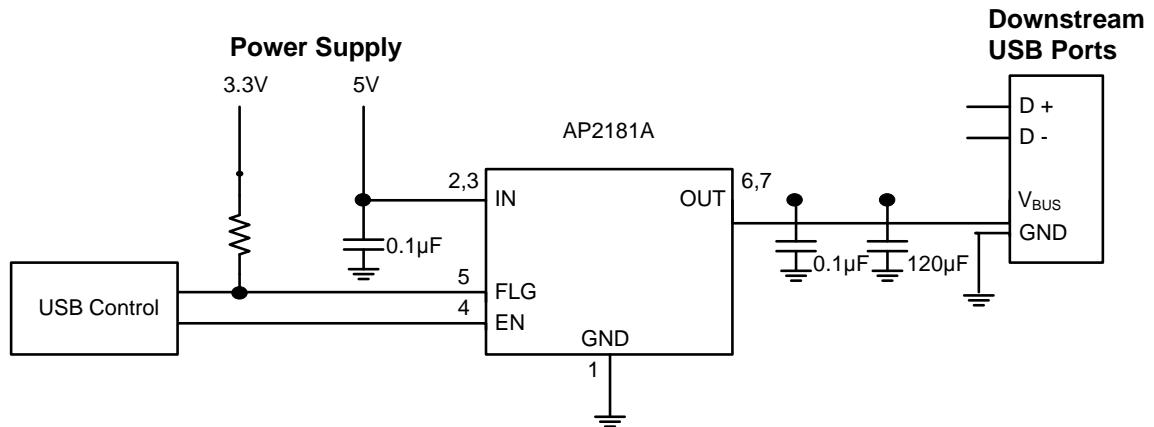 Downstream
USB Ports
Power Supply
3.3V
5V
D +
D -
AP2181A
2,3
IN
OUT
6,7
VBUS
GND
0.1µF
0.1µF
120µF
USB Control
5
FLG
4
EN
GND
1